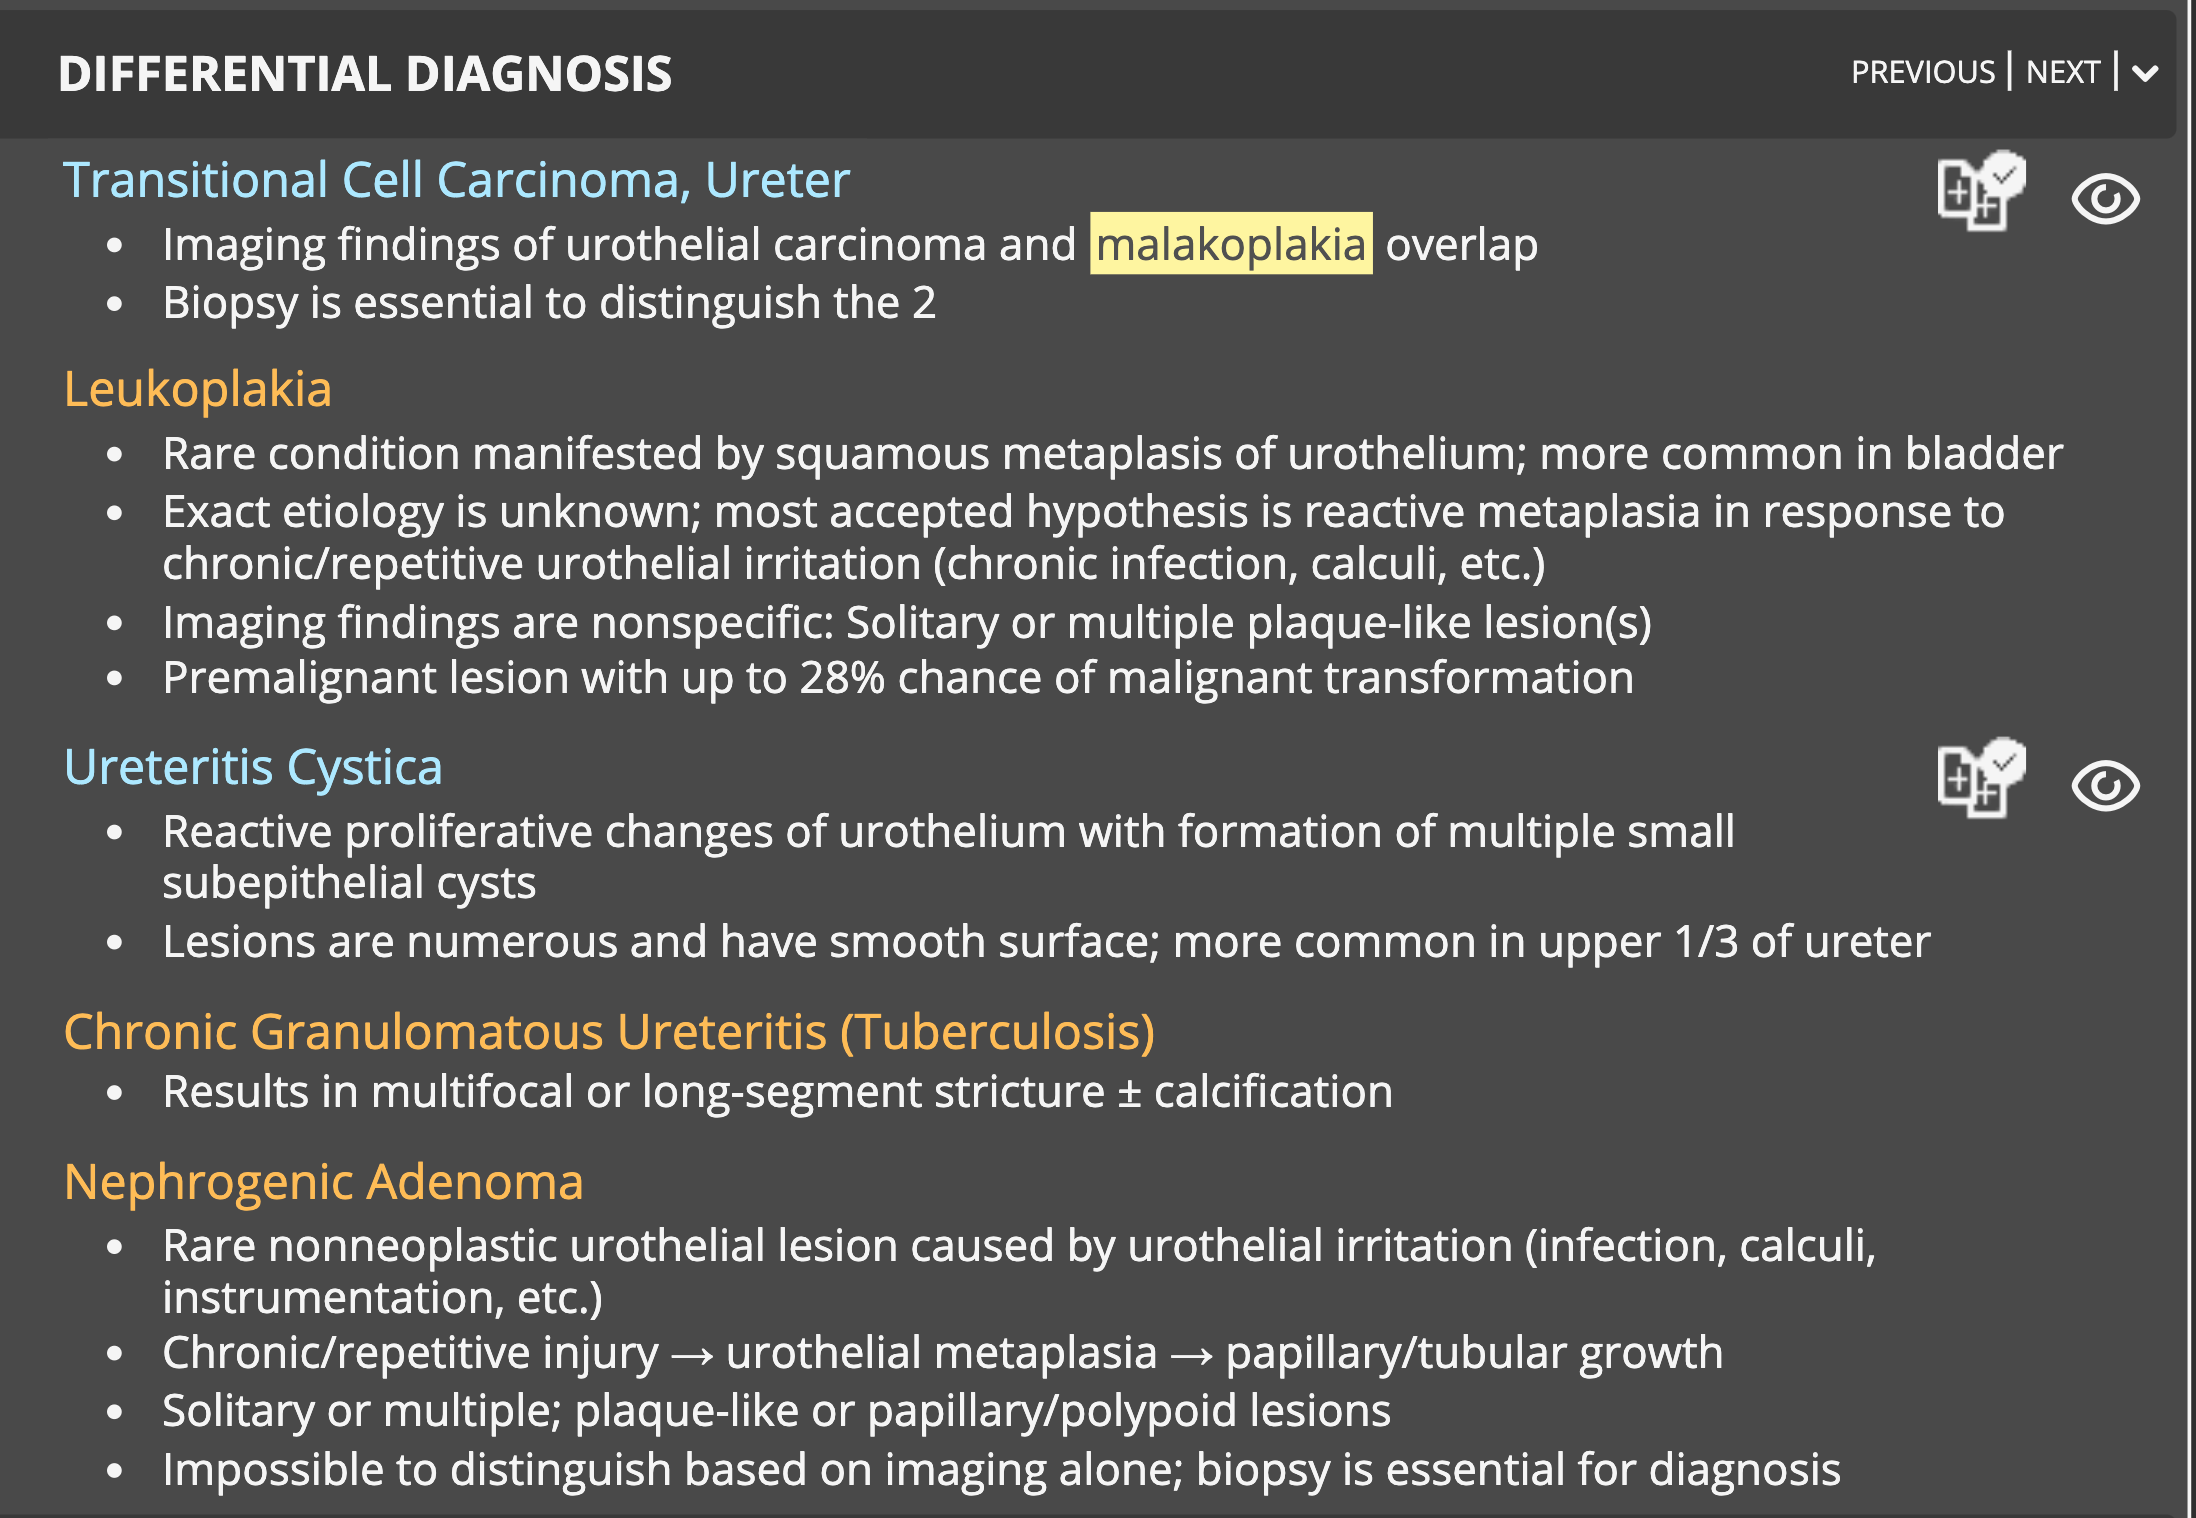 DIFFERENTIAL DIAGNOSIS
PREVIOUS | NEXT |
Transitional Cell Carcinoma, Ureter
• Imaging findings of urothelial carcinoma and malakoplakia overlap
• Biopsy is essential to distinguish the 2
Leukoplakia
• Rare condition manifested by squamous metaplasis of urothelium; more common in bladder
• Exact etiology is unknown; most accepted hypothesis is reactive metaplasia in response to
chronic/repetitive urothelial irritation (chronic infection, calculi, etc.)
• Imaging findings are nonspecific: Solitary or multiple plaque-like lesion(s)
• Premalignant lesion with up to 28% chance of malignant transformation
Ureteritis Cystica
• Reactive proliferative changes of urothelium with formation of multiple small
subepithelial cysts
• Lesions are numerous and have smooth surface; more common in upper 1/3 of ureter
Chronic Granulomatous Ureteritis (Tuberculosis)
• Results in multifocal or long-segment stricture ± calcification
Nephrogenic Adenoma
• Rare nonneoplastic urothelial lesion caused by urothelial irritation (infection, calculi,
instrumentation, etc.)
• Chronic/repetitive injury → urothelial metaplasia → papillary/tubular growth
• Solitary or multiple; plaque-like or papillary/polypoid lesions
• Impossible to distinguish based on imaging alone; biopsy is essential for diagnosis